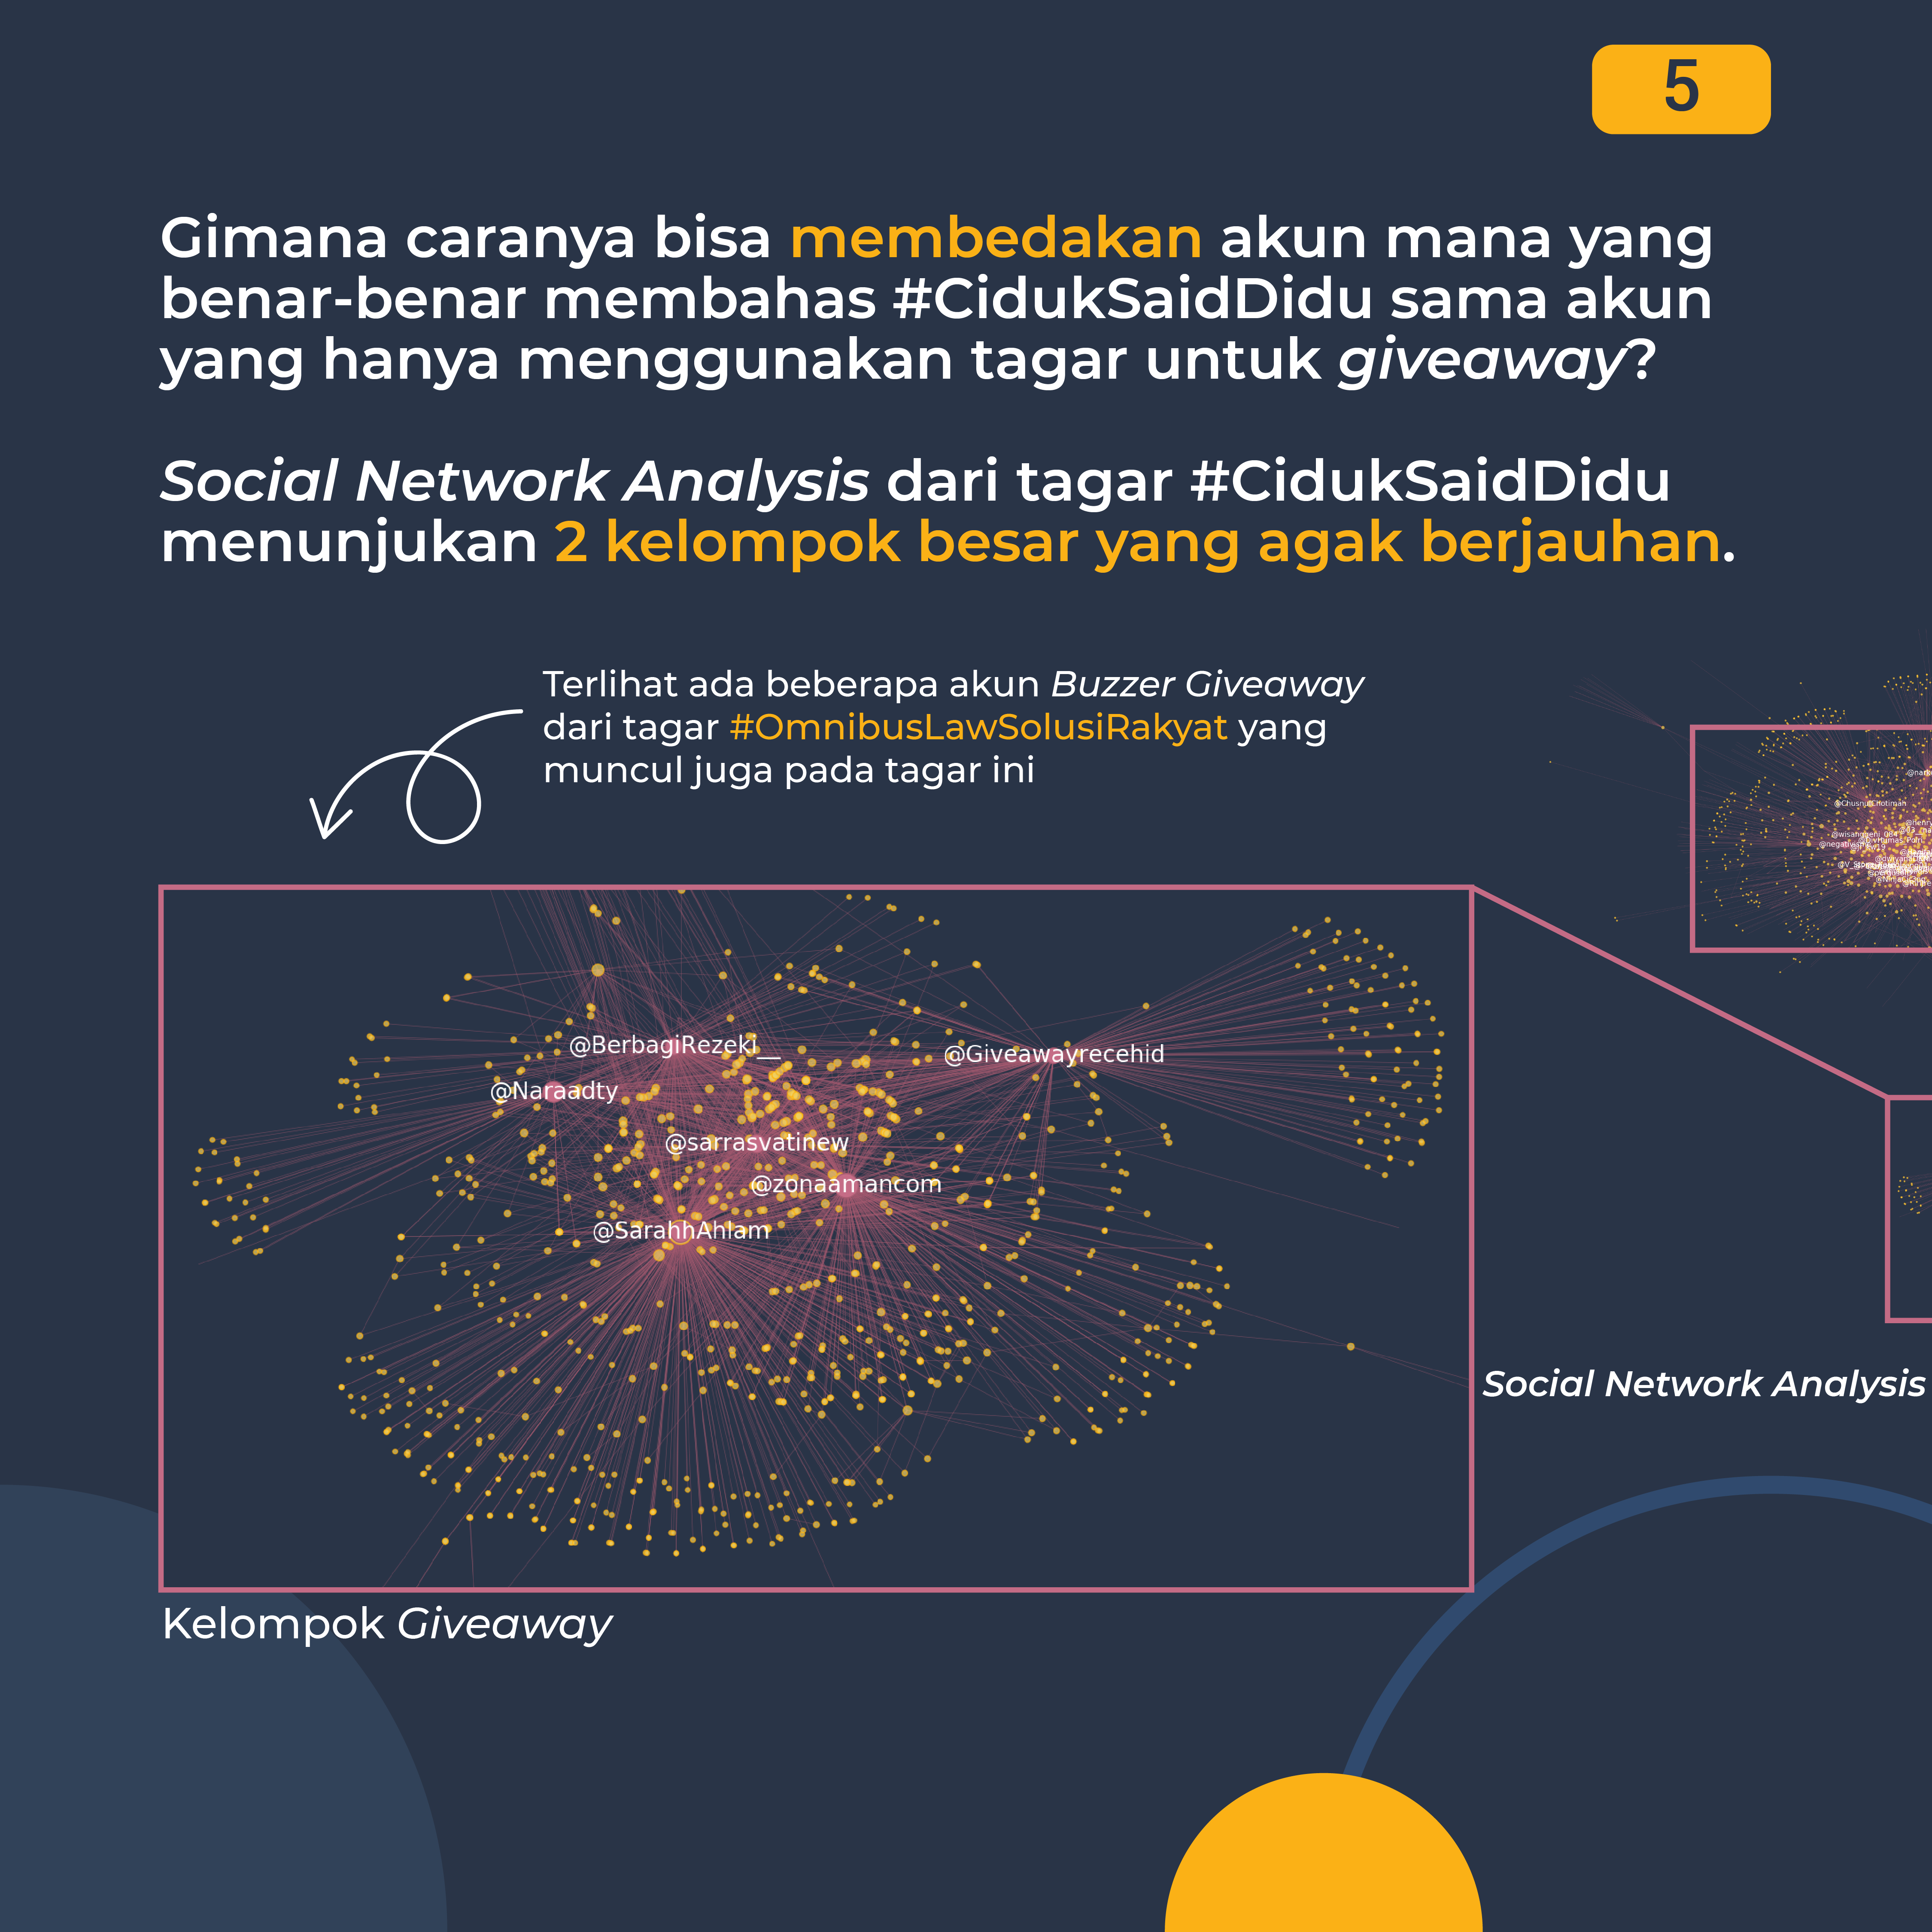 5
Gimana caranya bisa membedakan akun mana yang
benar-benar membahas #CidukSaidDidu sama akun
yang hanya menggunakan tagar untuk giveaway?
Social Network Analysis dari tagar #CidukSaidDidu
menunjukan 2 kelompok besar yang agak berjauhan.
Terlihat ada beberapa akun Buzzer Giveaway
dari tagar #OmnibusLawSolusiRakyat yang
muncul juga pada tagar ini
@BerbagiRezeki__
@Giveawayrecehid
@Naraadty
@sarrasvatinew
@zonaamancom
@SarahhAhlam
Social Network Analysis
Kelompok Giveaway